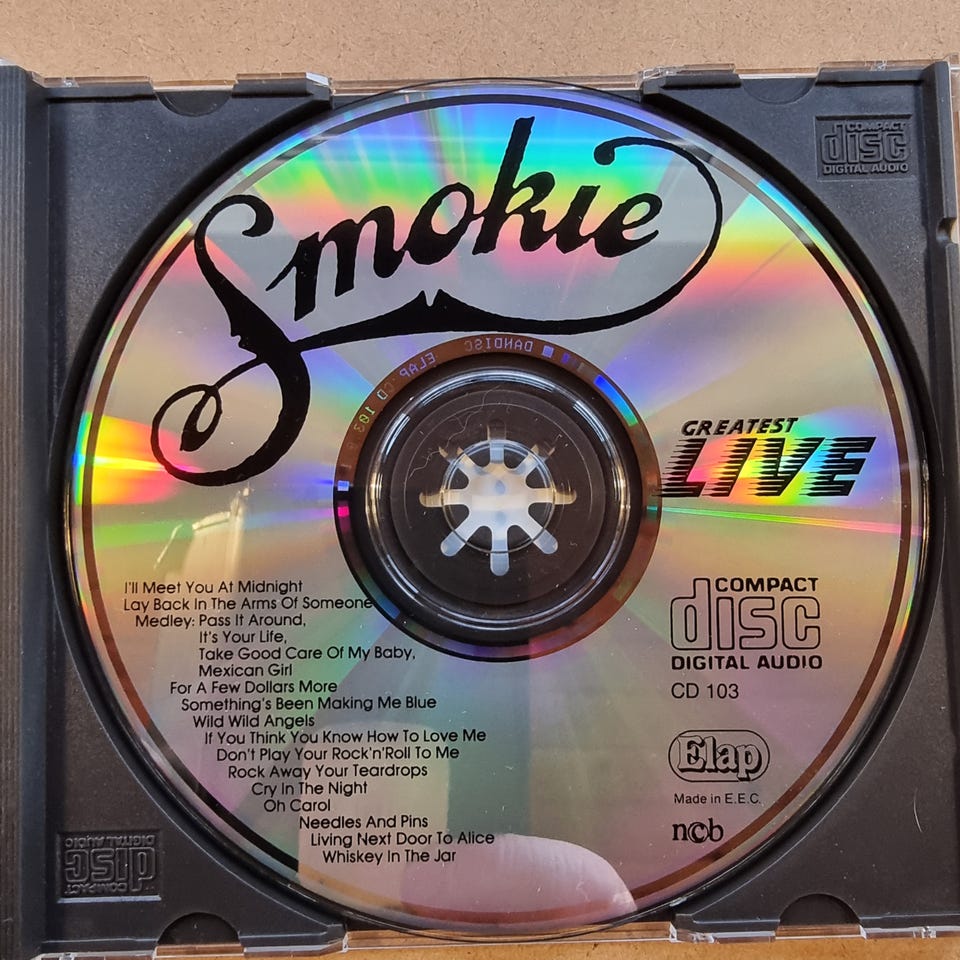 COMPACT
disc
DIGITAL AUDIO
Smokie
DANDISC
ELAP CD 103
GREATEST
LIVE
I'll Meet You At Midnight
Lay Back In The Arms Of Someone
Medley: Pass It Around,
It's Your Life,
Take Good Care Of My Baby,
Mexican Girl
For A Few Dollars More
Something's Been Making Me Blue
Wild Wild Angels
If You Think You Know How To Love Me
Don't Play Your Rock'n'Roll To Me
Rock Away Your Teardrops
Cry In The Night
Oh Carol
Needles And Pins
Living Next Door To Alice
Whiskey In The Jar
COMPACT
disc
DIGITAL AUDIO
CD 103
Elap
Made in E.E.C.
ncb
COMPACT
disc
DIGITAL AUDIO